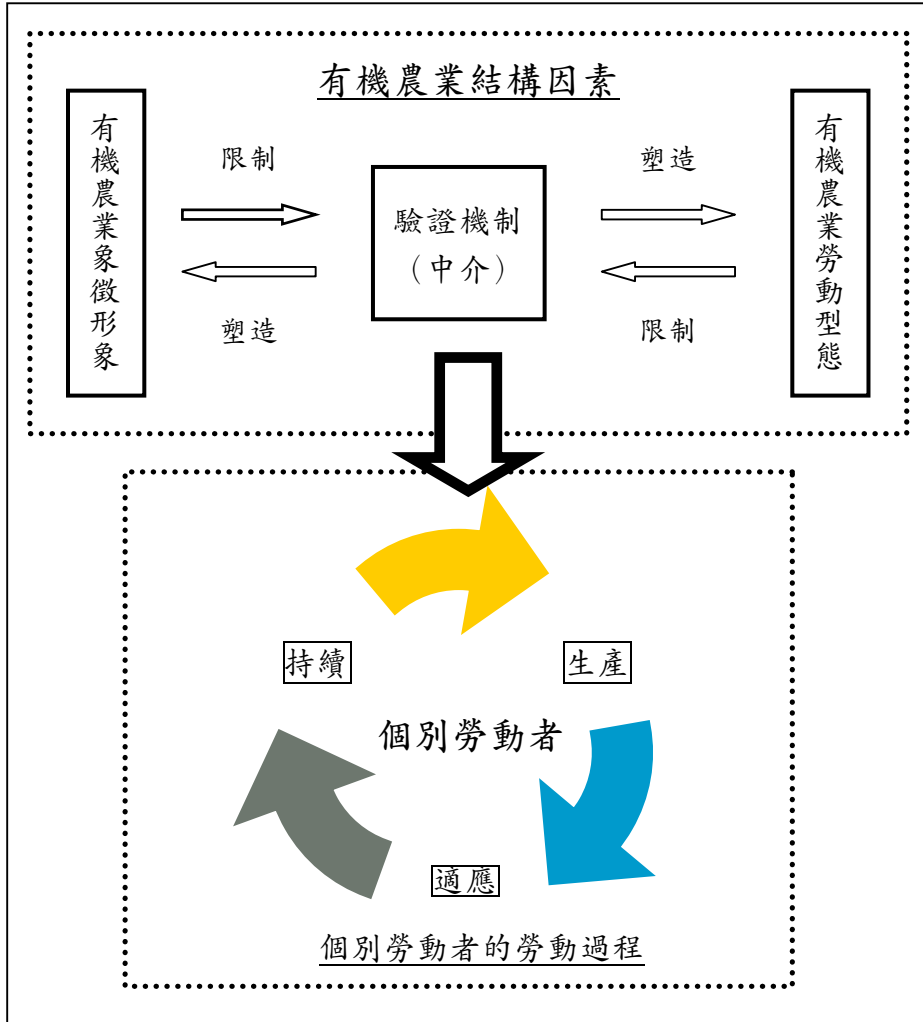 有機農業結構因素
有機農業象徵形象
限制
塑造
驗證機制
（中介）
塑造
限制
有機農業勞動型態
持續
生產
個別勞動者
適應
個別勞動者的勞動過程